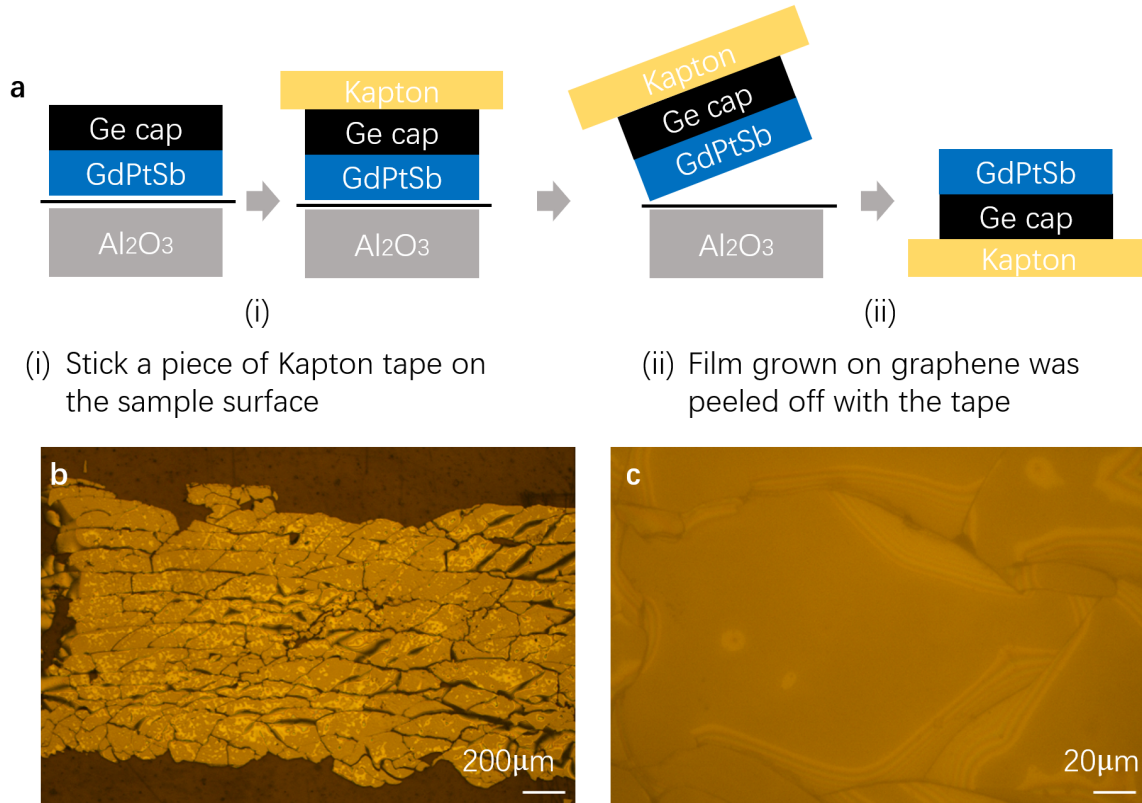 a
Ge cap
GdPtSb
Al2O3
Kapton
Ge cap
GdPtSb
Al2O3
Kapton
Ge cap
GdPtSb
Al2O3
GdPtSb
Ge cap
Kapton
(i)
(ii)
(i) Stick a piece of Kapton tape on
the sample surface
(ii) Film grown on graphene was
peeled off with the tape
b
200μm
c
20μm